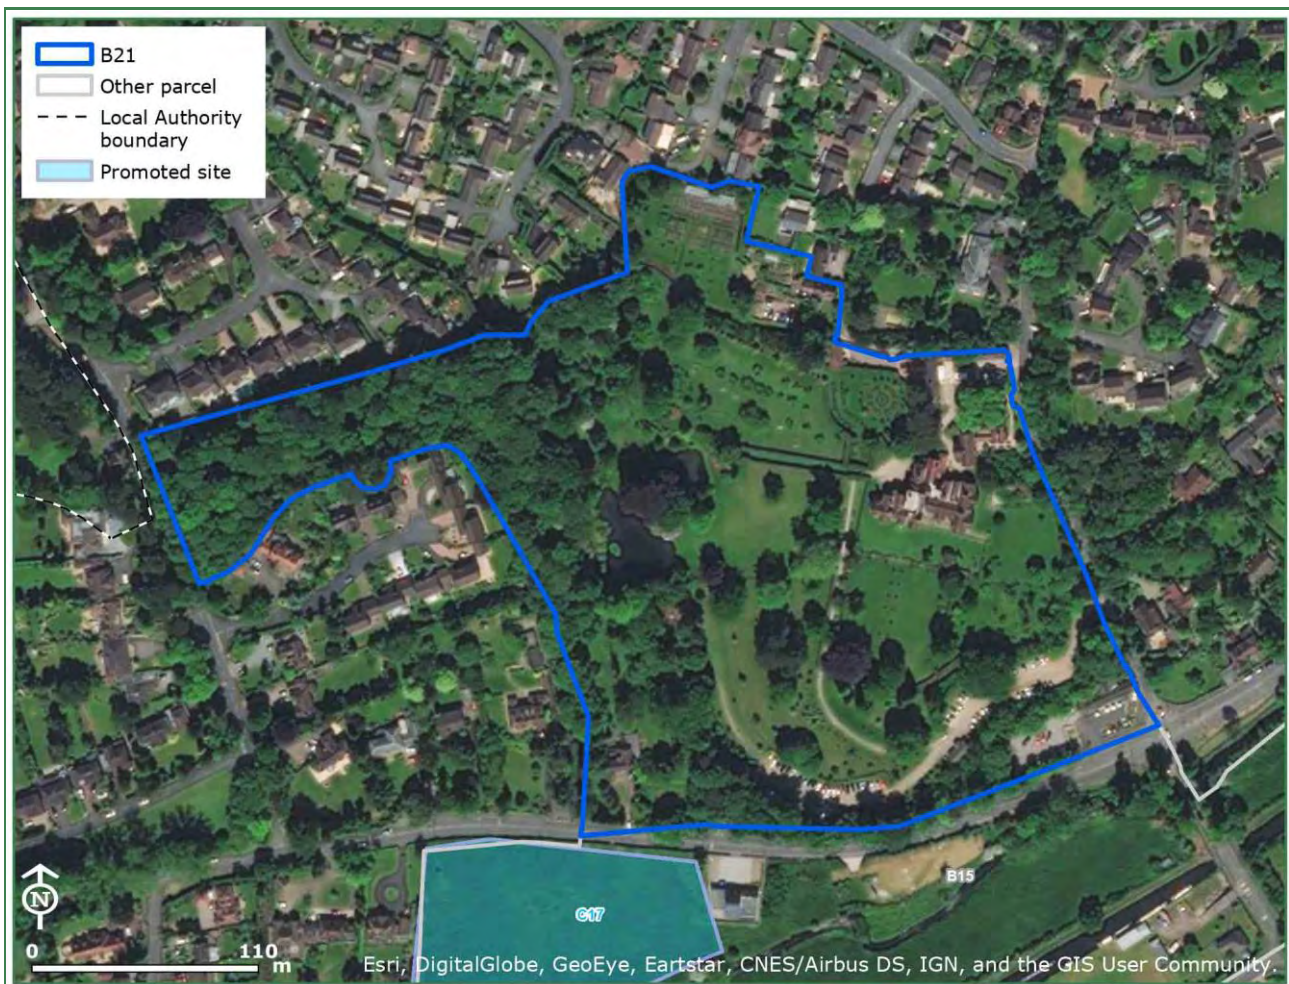 B21
Other parcel
Local Authority
boundary
Promoted site
B15
C17
N
0 110
m
Esri, DigitalGlobe, GeoEye, Eartstar, CNES/Airbus DS, IGN, and the GIS User Community.